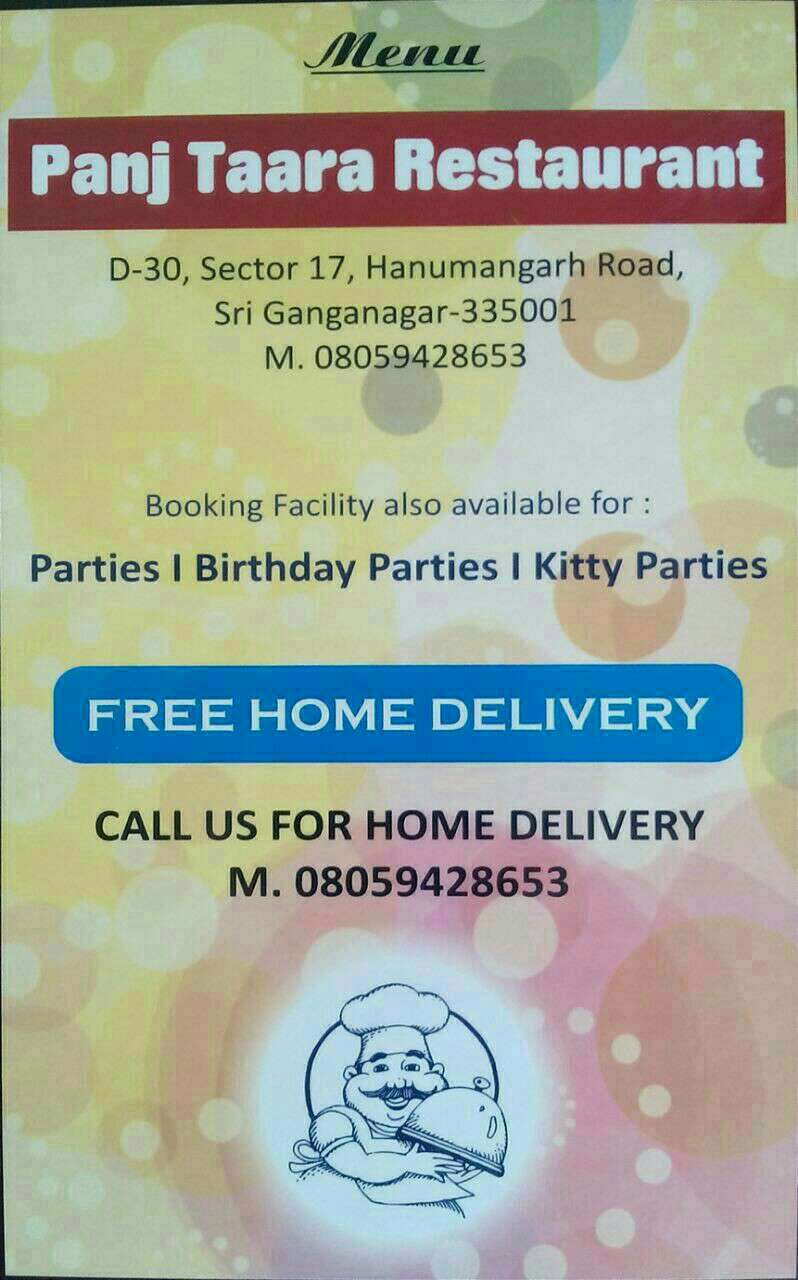 Menu
Panj Taara Restaurant
D-30, Sector 17, Hanumangarh Road,
Sri Ganganagar-335001
M. 08059428653
Booking Facility also available for :
Parties I Birthday Parties I Kitty Parties
FREE HOME DELIVERY
CALL US FOR HOME DELIVERY
M. 08059428653